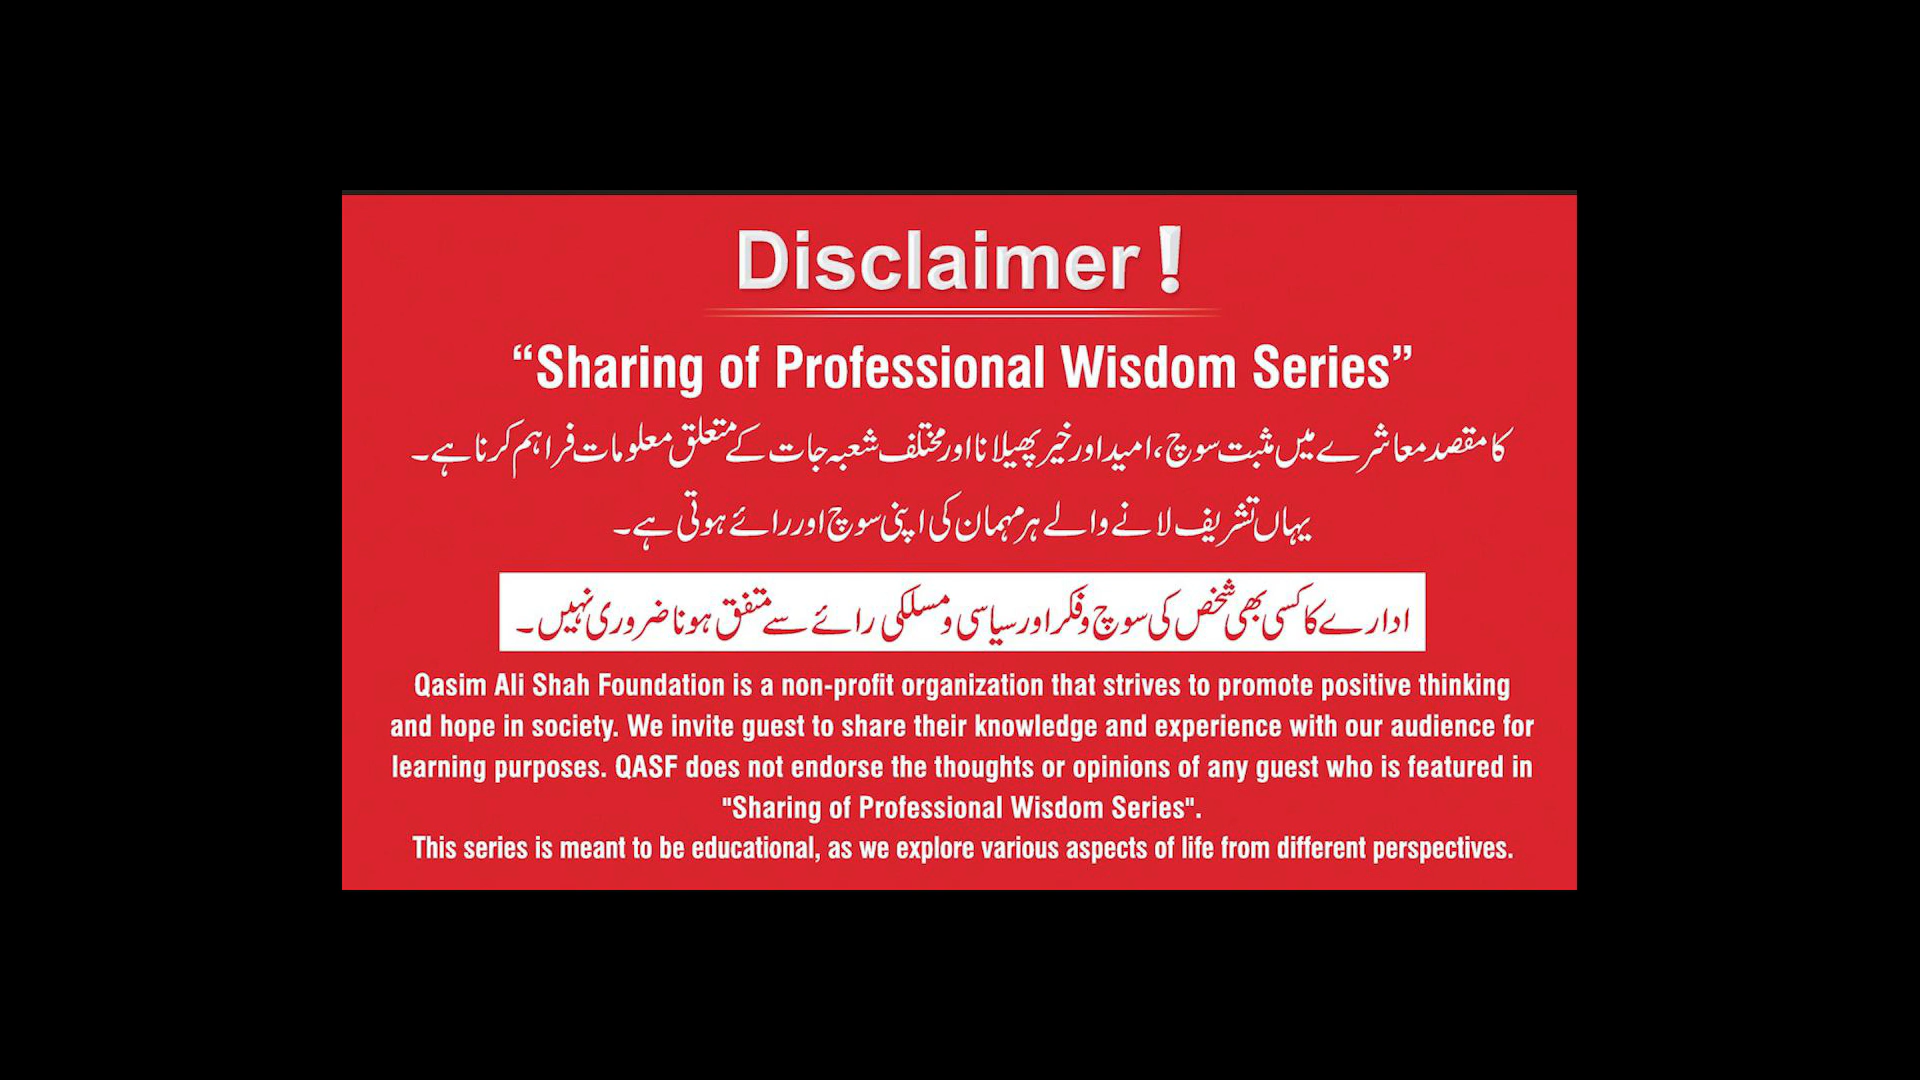 Disclaimer!
“Sharing of Professional Wisdom Series”
کا مقصد معاشرے میں مثبت سوچ، امید اور خیر پھیلانا اور مختلف شعبہ جات کے متعلق معلومات فراہم کرنا ہے۔
یہاں تشریف لانے والے ہر مہمان کی اپنی سوچ اور رائے ہوتی ہے۔
ادارے کا کسی بھی شخص کی سوچ و فکر اور سیاسی و مسلکی رائے سے متفق ہونا ضروری نہیں۔
Qasim Ali Shah Foundation is a non-profit organization that strives to promote positive thinking
and hope in society. We invite guest to share their knowledge and experience with our audience for
learning purposes. QASF does not endorse the thoughts or opinions of any guest who is featured in
"Sharing of Professional Wisdom Series".
This series is meant to be educational, as we explore various aspects of life from different perspectives.